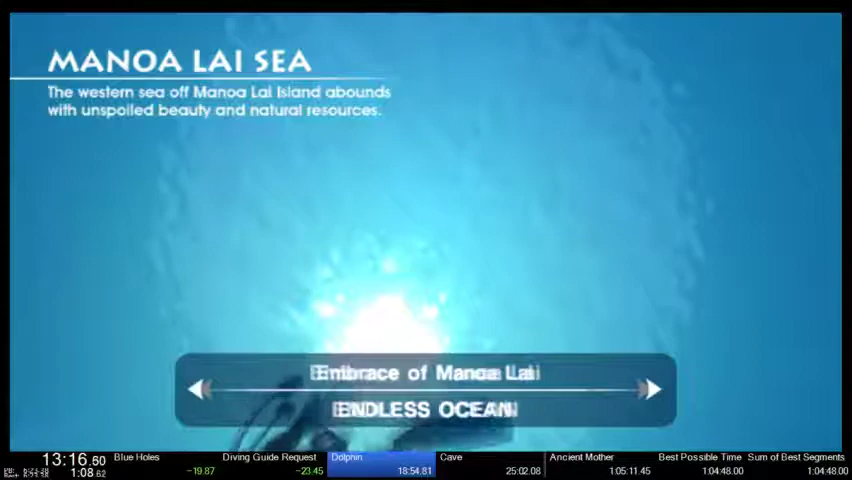 MANOA LAI SEA
The western sea off Manoa Lai Island abounds
with unspoiled beauty and natural resources.
Embrace of Manoa Lai
ENDLESS OCEAN
13:16.60 Blue Holes Diving Guide Request Dolphin Cave Ancient Mother Best Possible Time Sum of Best Segments
1:08.62 -19.87 -23.45 18:54.81 25:02.08 1:05:11.45 1:04:48.00 1:04:48.00